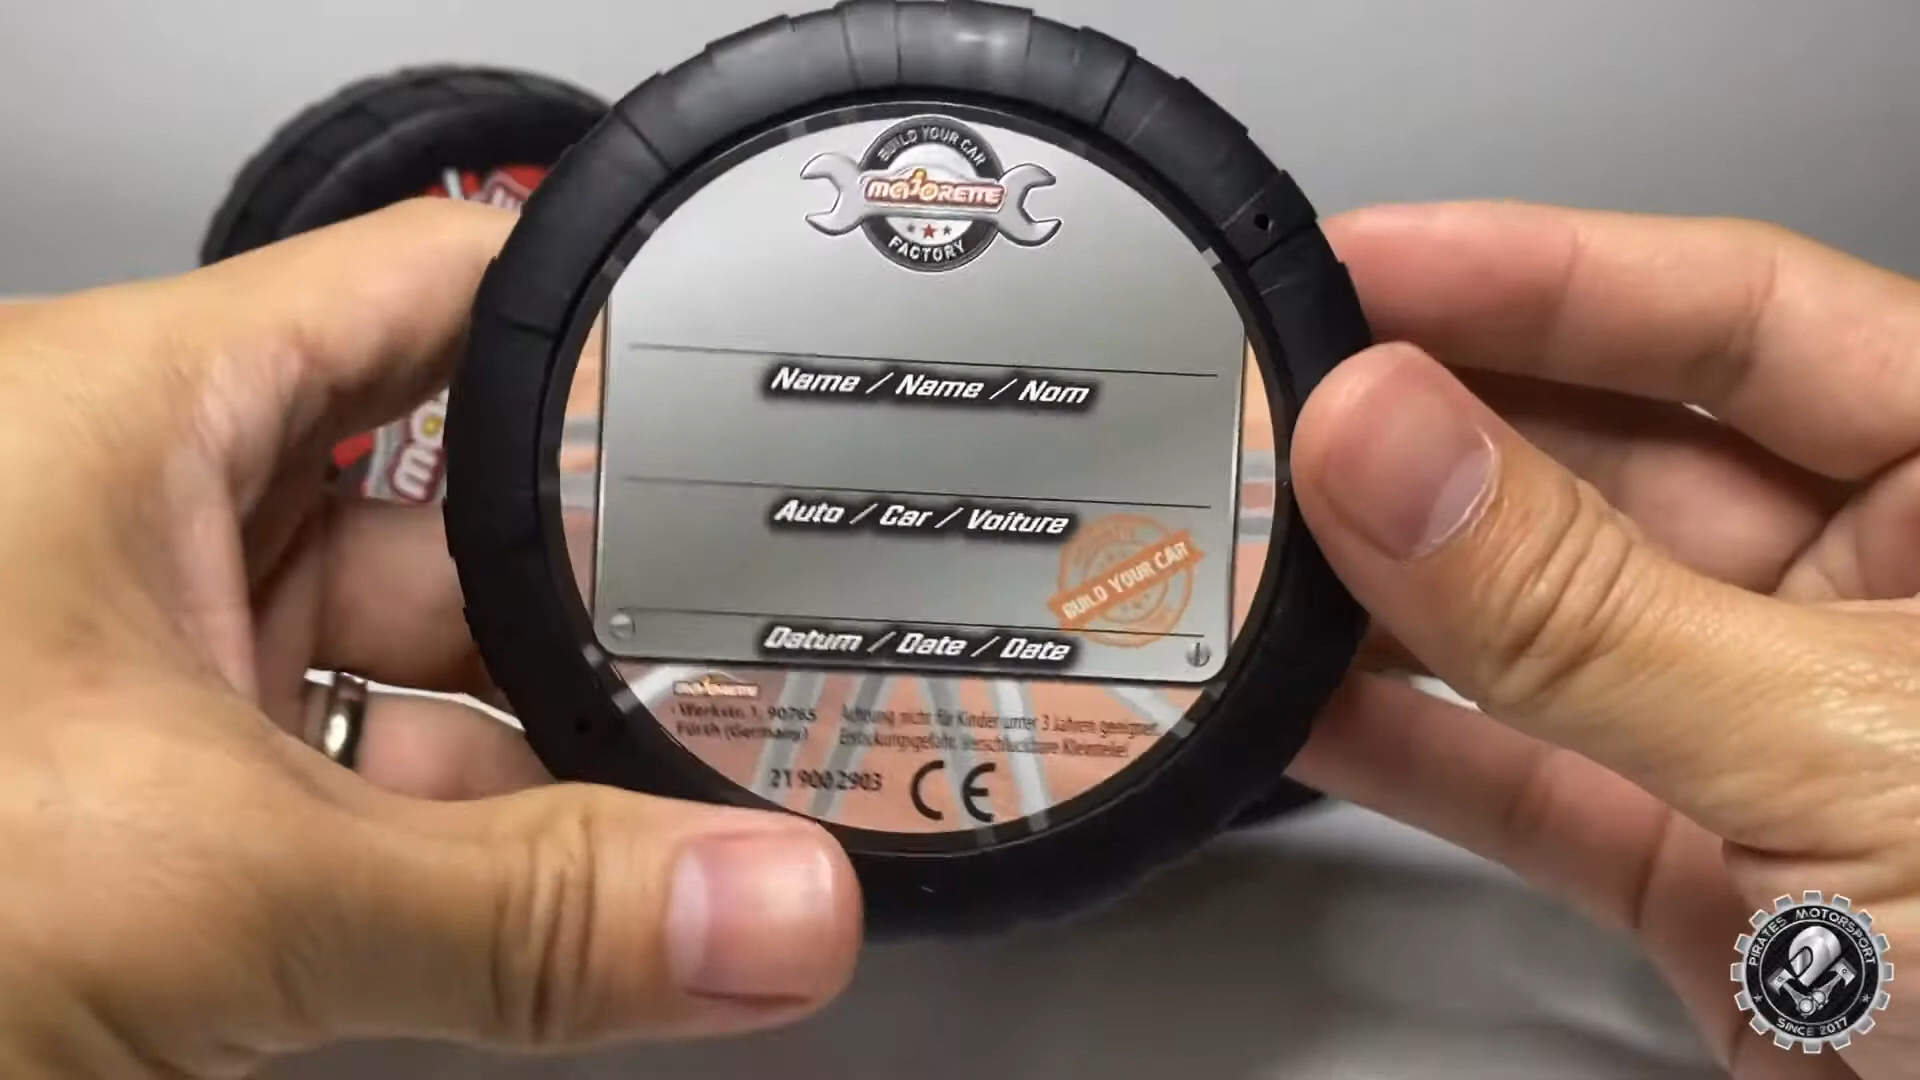 BUILD YOUR CAR
MAJORETTE
FACTORY
Name / Name / Nom
Auto / Car / Voiture
BUILD YOUR CAR
Datum / Date / Date
MAJORETTE
Werkstr. 1, 90765
Fürth (Germany)
Achtung nicht für Kinder unter 3 Jahren geeignet.
Erstickungsgefahr. Verschluckbare Kleinteile!
21 900 2903
CE
PIRATES MOTORSPORT
SINCE 2017